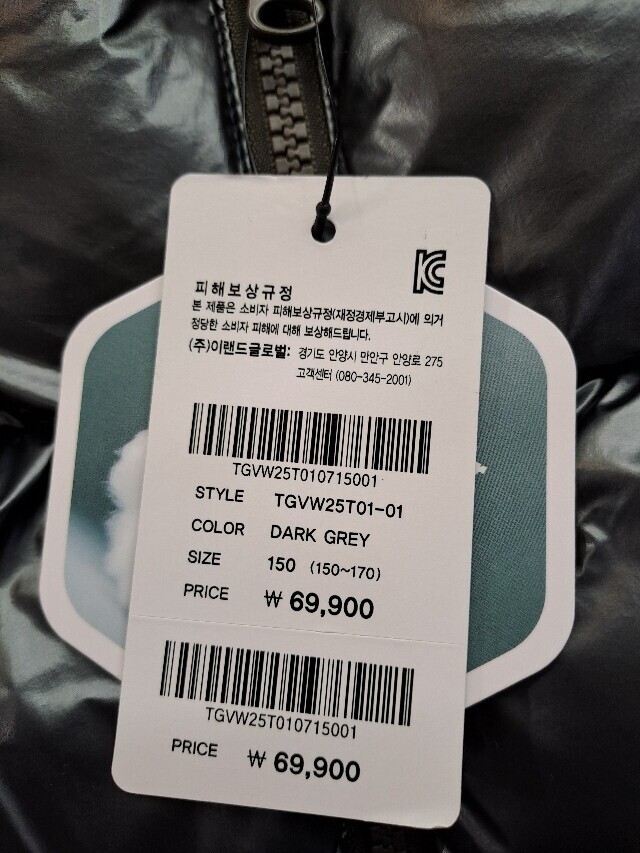 피해보상규정
본 제품은 소비자 피해보상규정(재정경제부고시)에 의거
정당한 소비자 피해에 대해 보상해드립니다.
(주)이랜드글로벌: 경기도 안양시 만안구 안양로 275
고객센터 (080-345-2001)
TGVW25T010715001
STYLE TGVW25T01-01
COLOR DARK GREY
SIZE 150 (150~170)
PRICE ₩ 69,900
TGVW25T010715001
PRICE ₩ 69,900